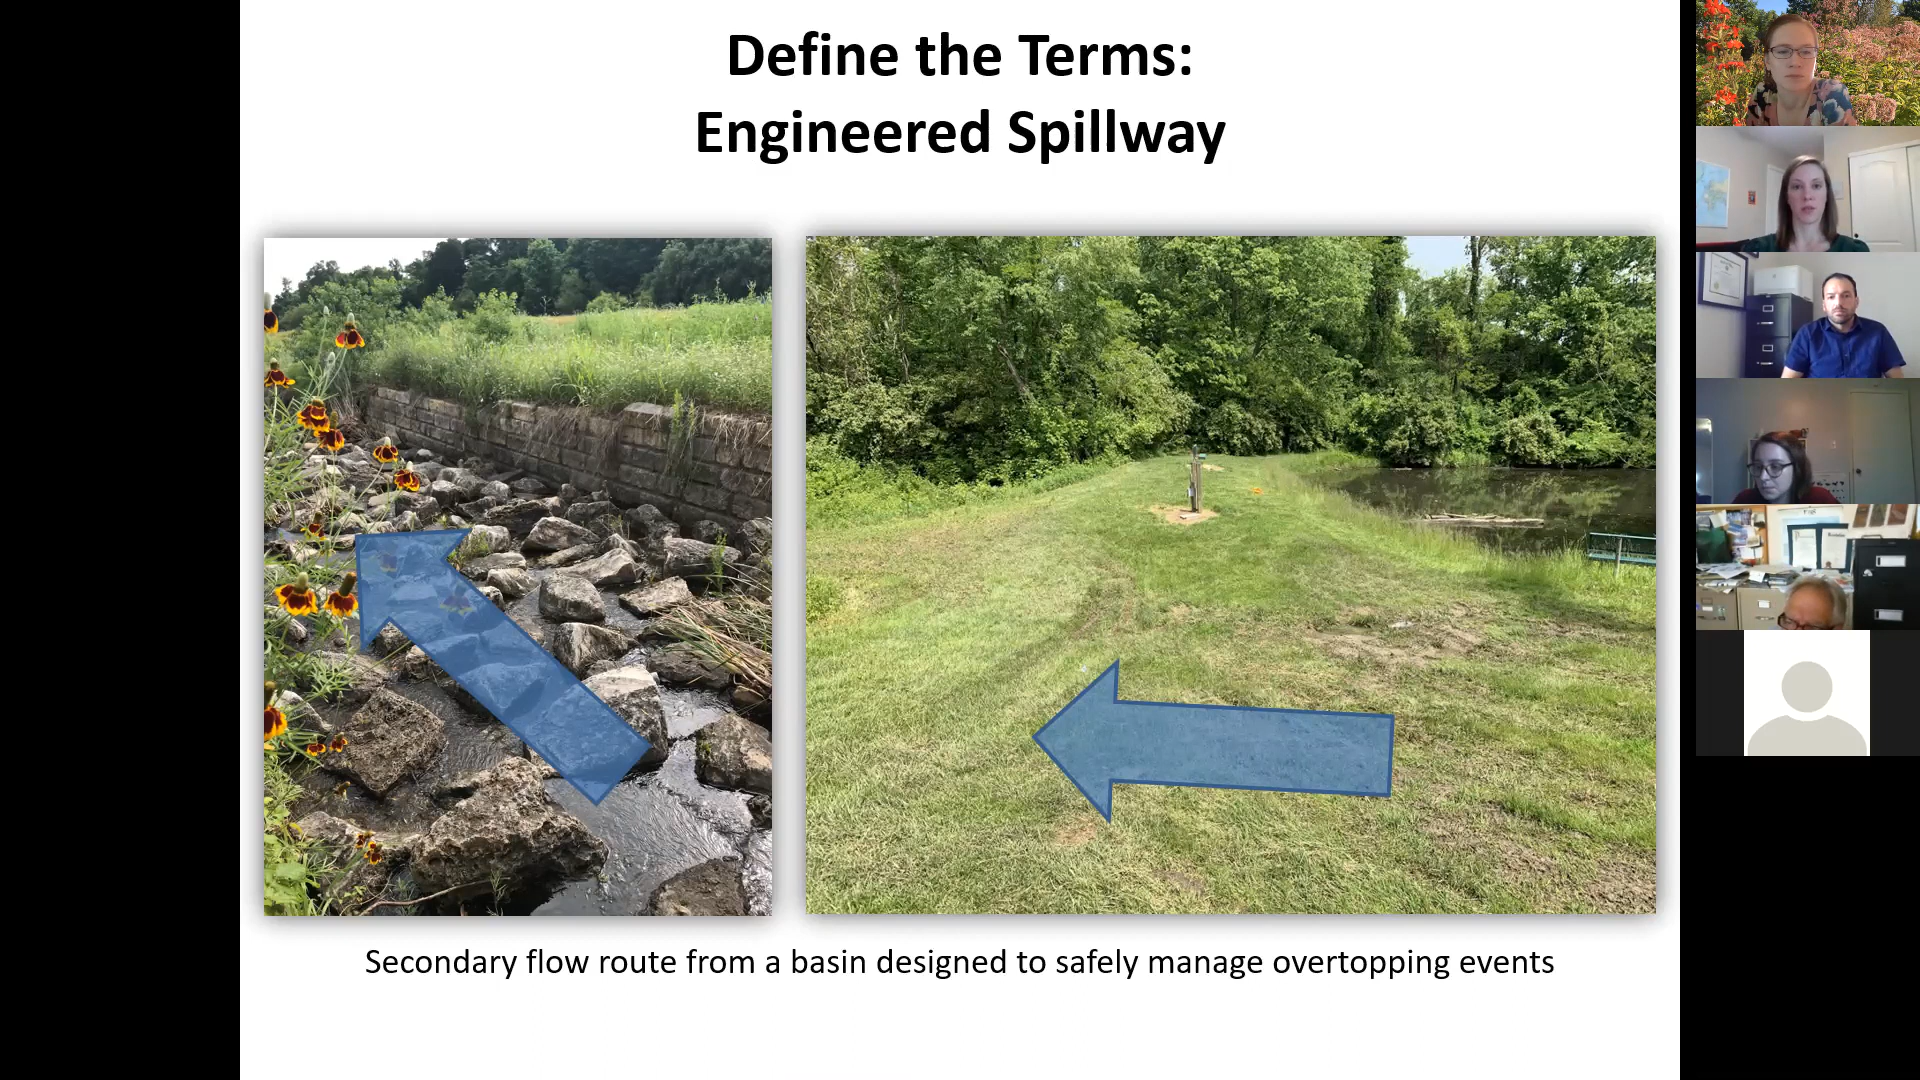 Define the Terms:
Engineered Spillway
Secondary flow route from a basin designed to safely manage overtopping events